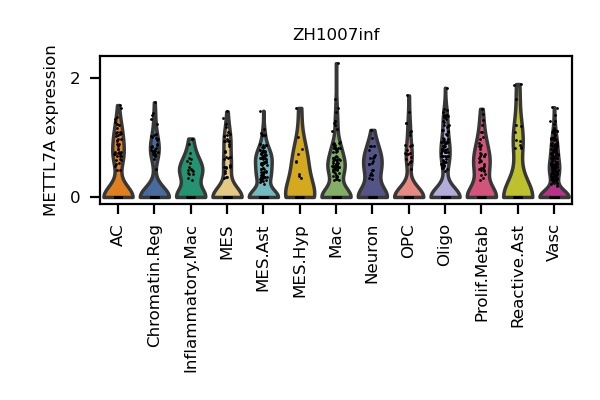 ZH1007inf
METTL7A expression
2
0
AC
Chromatin.Reg
Inflammatory.Mac
MES
MES.Ast
MES.Hyp
Mac
Neuron
OPC
Oligo
Prolif.Metab
Reactive.Ast
Vasc